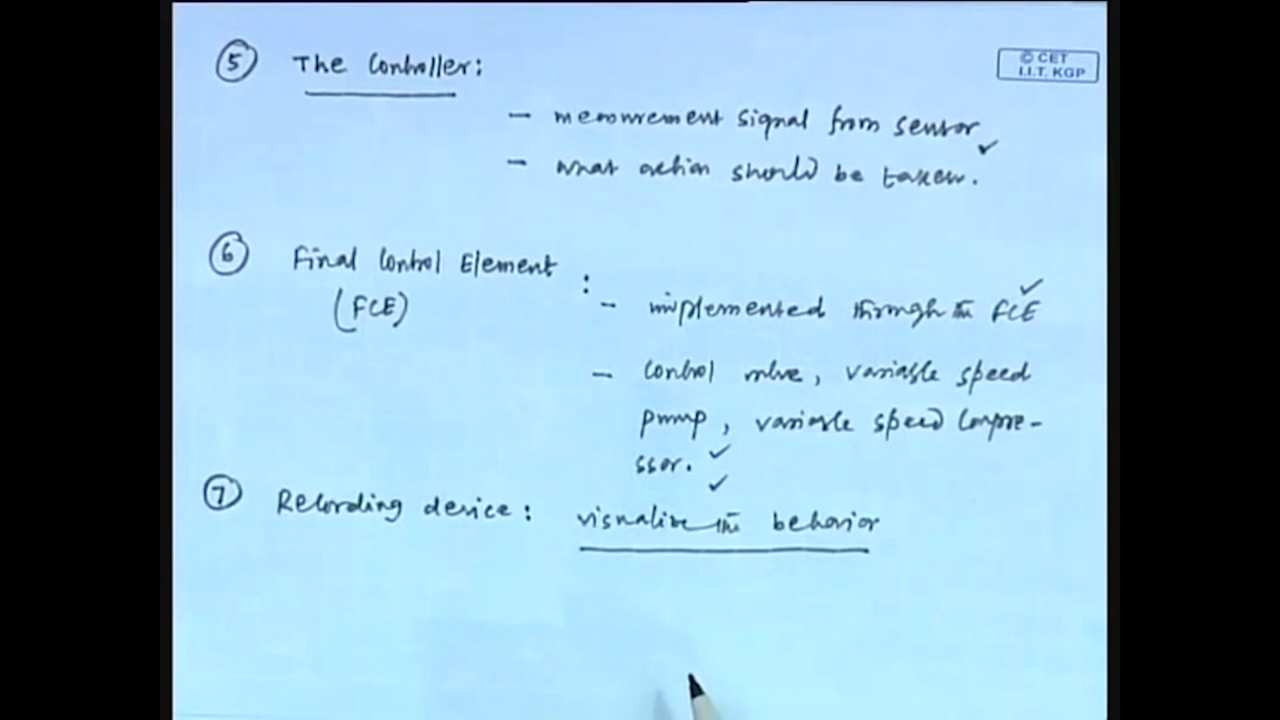 ⑤ The Controller:
© CET
I.I.T. KGP
- measurement signal from sensor ✓
- what action should be taken.
⑥ Final Control Element :
(FCE)
- implemented through the FCE ✓
- control valve, variable speed
pump, variable speed compre-
ssor. ✓
✓
⑦ Recording device: visualize the behavior